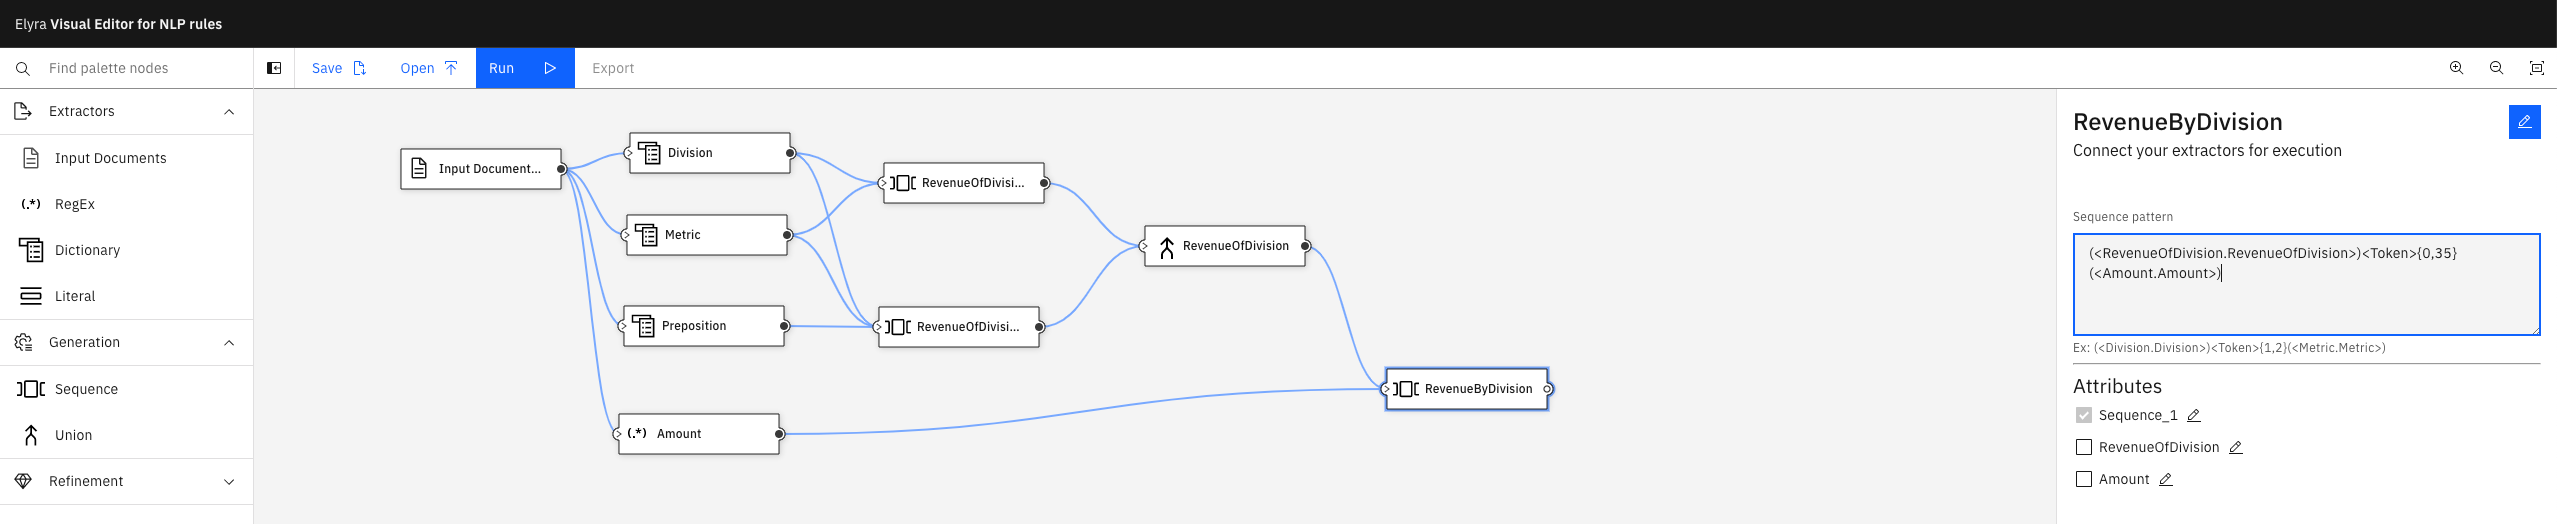 Elyra Visual Editor for NLP rules
Find palette nodes
Save
Open
Run
Export
Extractors
Input Documents
(.*) RegEx
Dictionary
Literal
Generation
Sequence
Union
Refinement
Input Document...
Division
Metric
Preposition
(.*) Amount
RevenueOfDivisi...
RevenueOfDivisi...
RevenueOfDivision
RevenueByDivision
RevenueByDivision
Connect your extractors for execution
Sequence pattern
(<RevenueOfDivision.RevenueOfDivision>)<Token>{0,35}
(<Amount.Amount>)
Ex: (<Division.Division>)<Token>{1,2}(<Metric.Metric>)
Attributes
Sequence_1
RevenueOfDivision
Amount